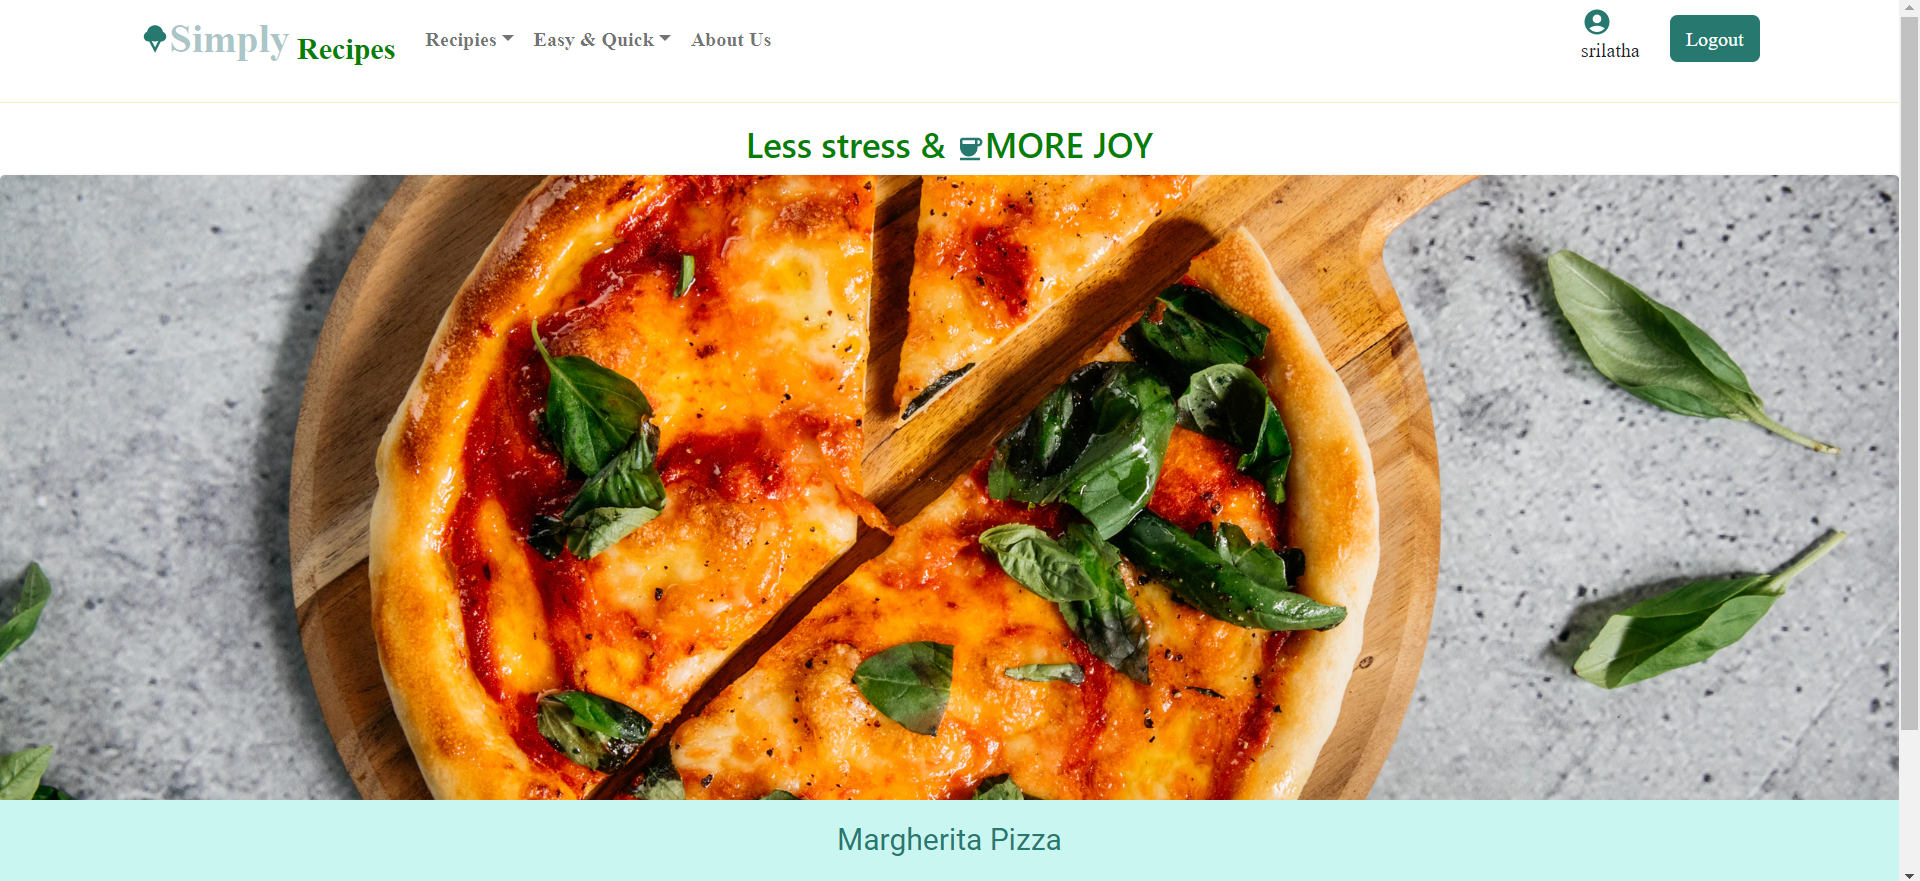 Simply Recipes Recipies Easy & Quick About Us srilatha Logout
Less stress & MORE JOY
Margherita Pizza